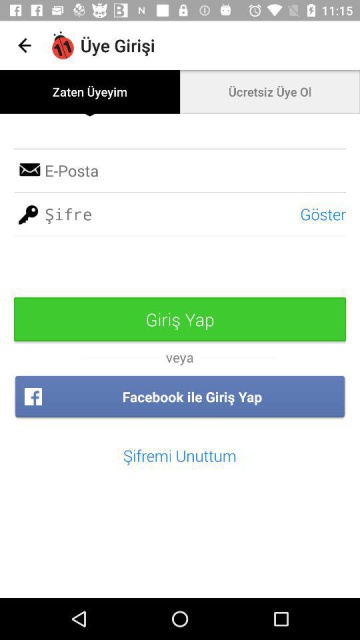 11:15
Üye Girişi
Zaten Üyeyim
Ücretsiz Üye Ol
E-Posta
Şifre
Göster
Giriş Yap
veya
Facebook ile Giriş Yap
Şifremi Unuttum